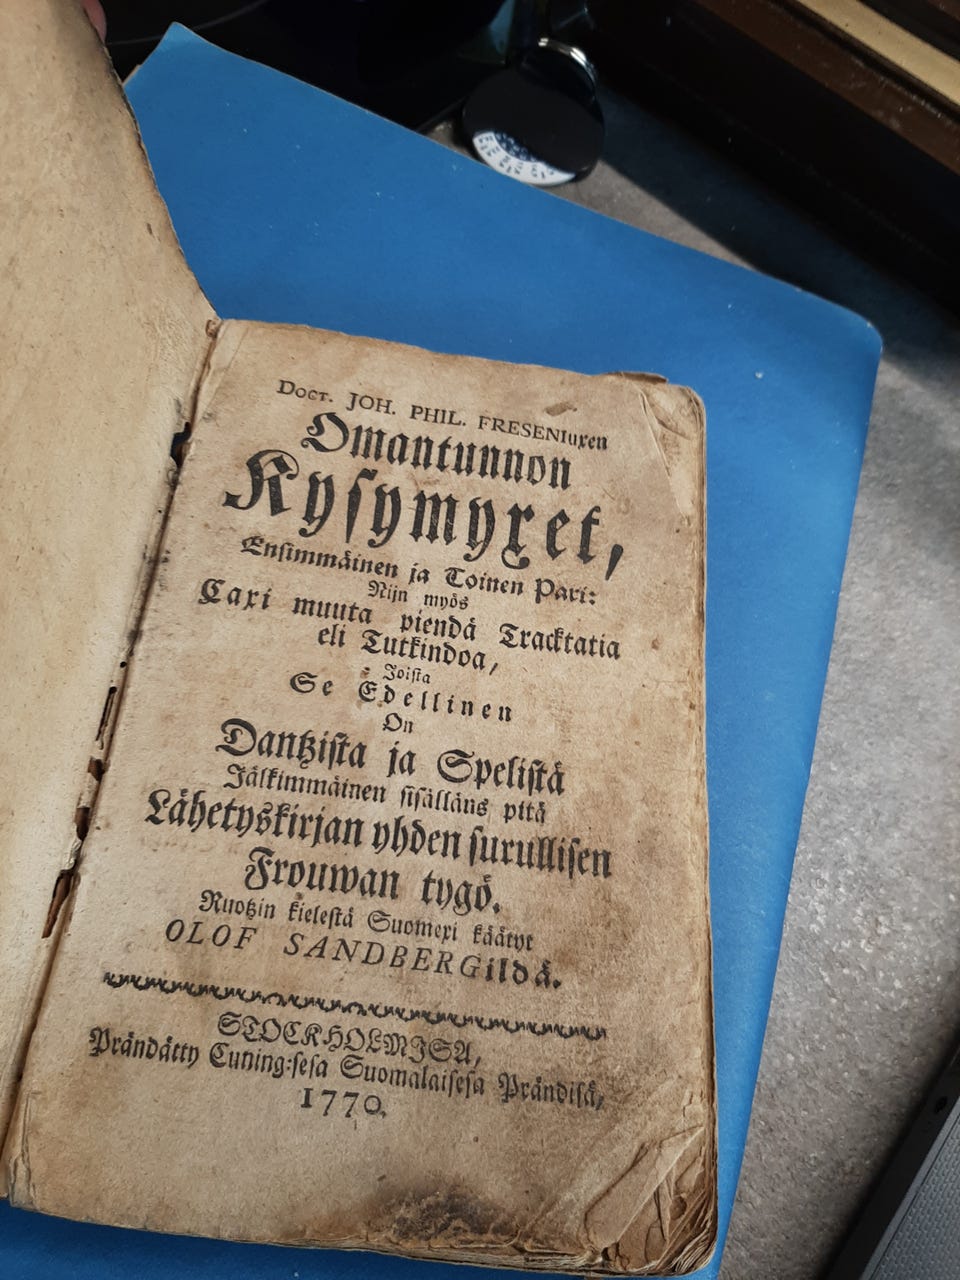 Doct. JOH. PHIL. FRESENIuxen
Omantunnon
Kysymyxet,
Ensimmäinen ja Toinen Pari:
Nijn myös
Caxi muuta piendä Tracktatia
eli Tutkindoa,
Joista
Se Edellinen
On
Dantzista ja Spelistä
Jälkimmäinen sisälläns pitä
Lähetyskirjan yhden surullisen
Frouwan tygö.
Ruotzin kielestä Suomexi käätyt
OLOF SANDBERGildä.
STOCKHOLMISA,
Prändätty Cuning:sesa Suomalaisesa Prändisä,
1770.